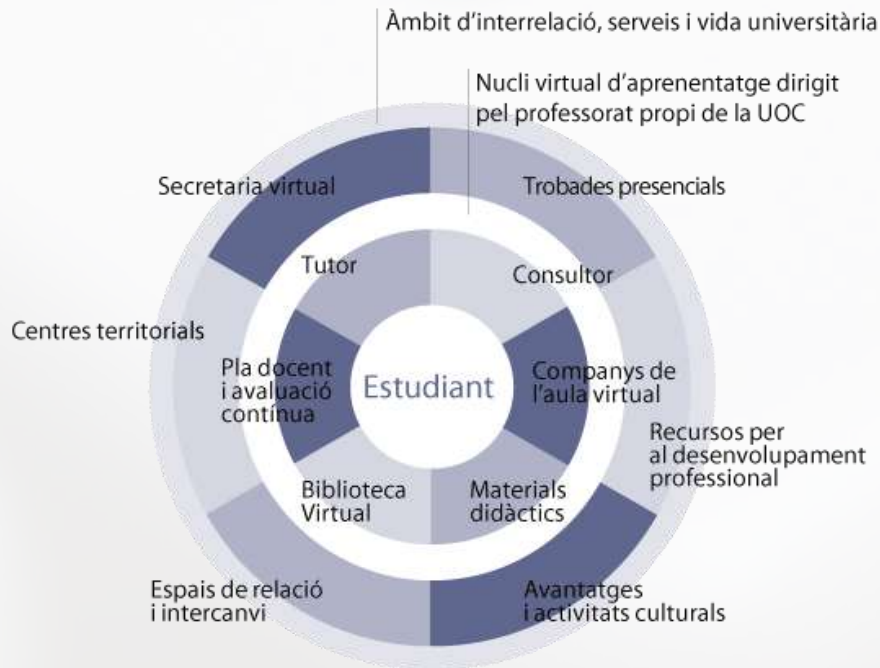 Àmbit d'interrelació, serveis i vida universitària
Nucli virtual d'aprenentatge dirigit
pel professorat propi de la UOC
Secretaria virtual
Trobades presencials
Tutor
Consultor
Centres territorials
Pla docent
i avaluació
contínua
Estudiant
Companys de
l'aula virtual
Recursos per
al desenvolupament
professional
Biblioteca
Virtual
Materials
didàctics
Espais de relació
i intercanvi
Avantatges
i activitats culturals